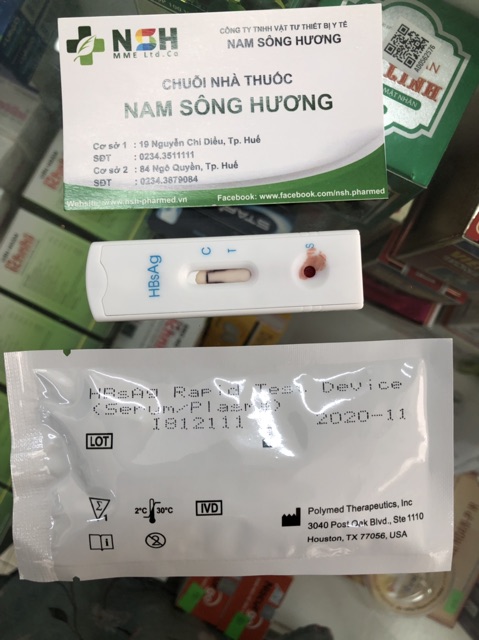 NSH
MME Ltd.Co
CÔNG TY TNHH VẬT TƯ THIẾT BỊ Y TẾ
NAM SÔNG HƯƠNG
CHUỖI NHÀ THUỐC
NAM SÔNG HƯƠNG
Cơ sở 1 : 19 Nguyễn Chí Diểu, Tp. Huế
SĐT : 0234.3511111
Cơ sở 2 : 84 Ngô Quyền, Tp. Huế
SĐT : 0234.3879084
Website: www.nsh-pharmed.vn
Facebook: www.facebook.com/nsh.pharmed
HBsAg
C
T
S
HBsAg Rapid Test Device
(Serum/Plasma)
I812111
2020-11
LOT
1
2°C
30°C
IVD
2
Polymed Therapeutics, Inc
3040 Post Oak Blvd., Ste 1110
Houston, TX 77056, USA